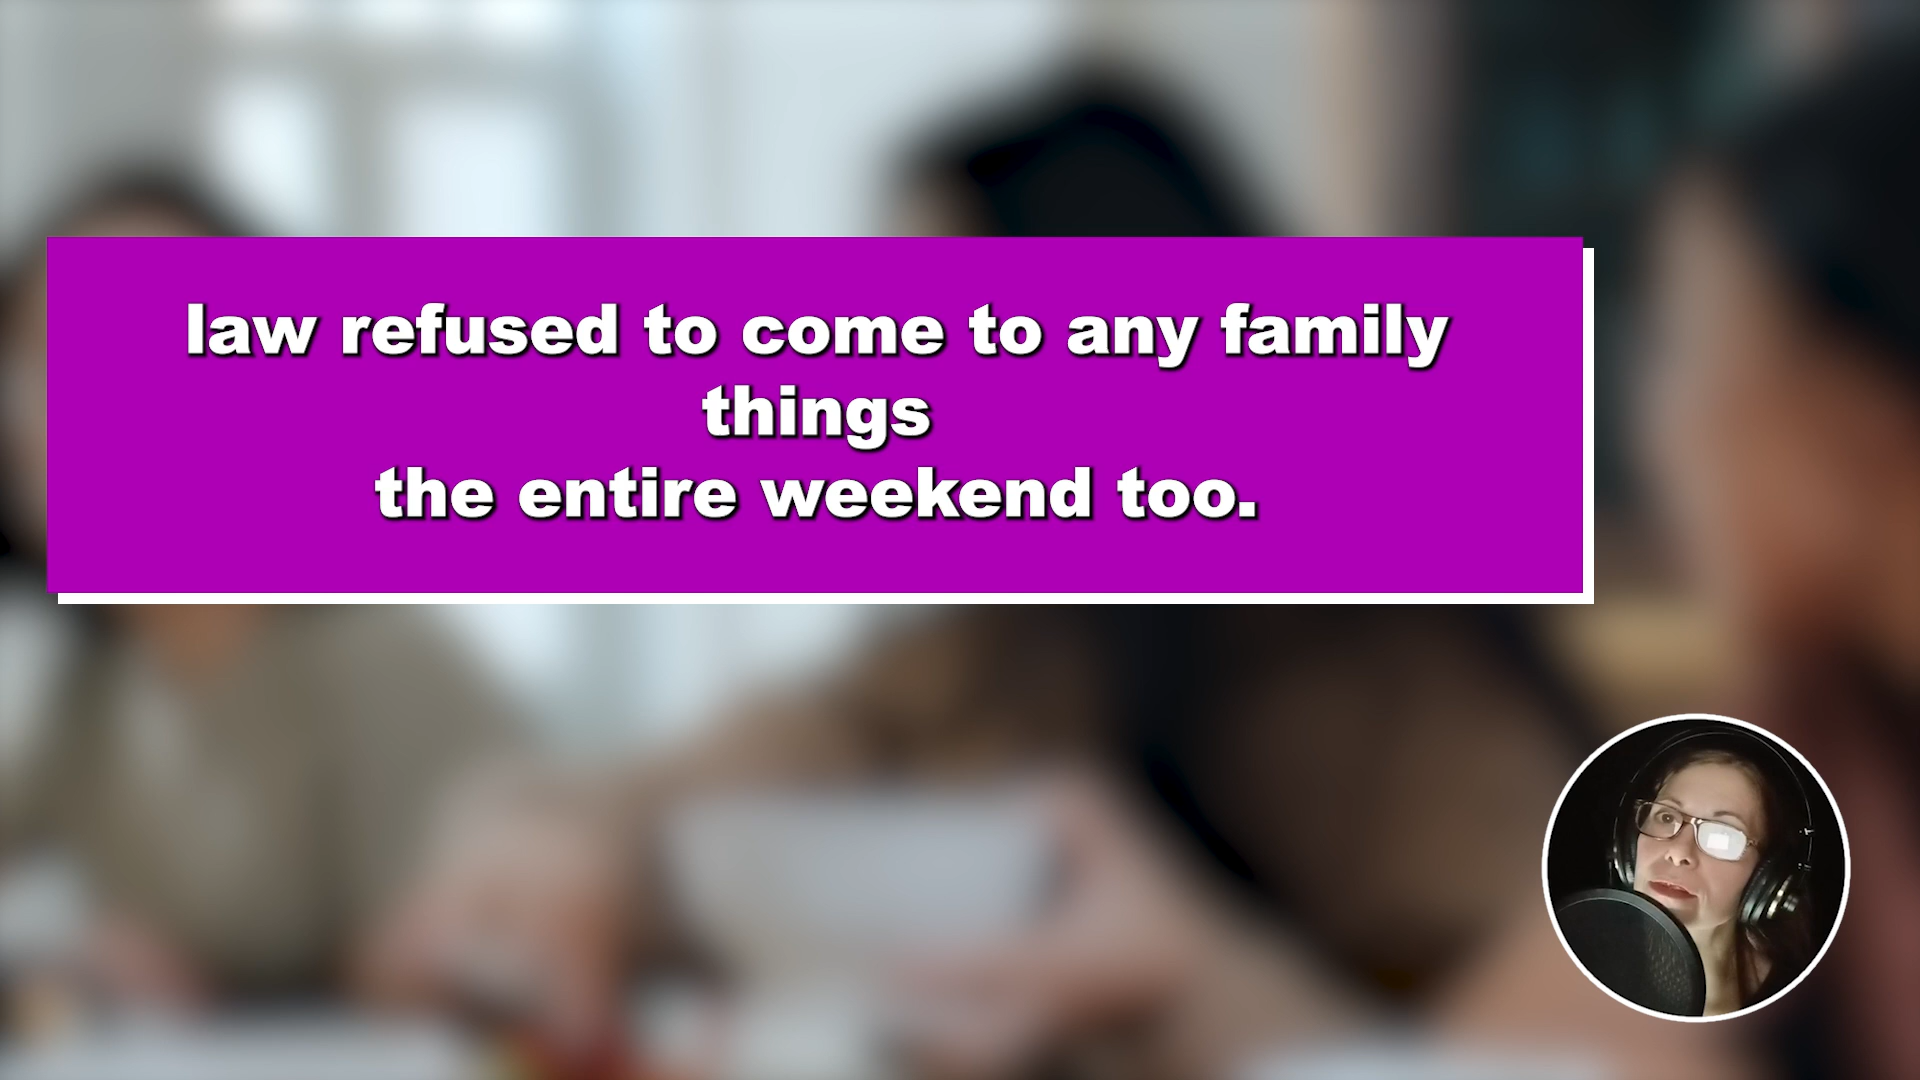 law refused to come to any family
things
the entire weekend too.